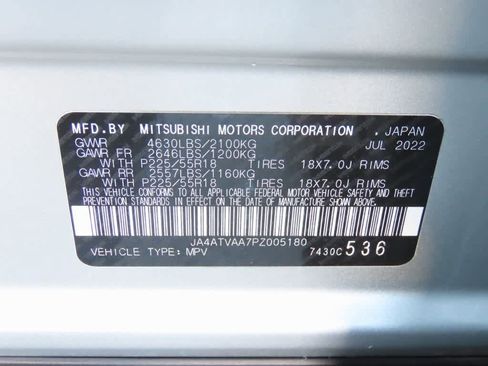 MFD.BY MITSUBISHI MOTORS CORPORATION . JAPAN
GVWR 4630LBS/2100KG JUL 2022
GAWR FR 2646LBS/1200KG
WITH P225/55R18 TIRES 18X7.0J RIMS
GAWR RR 2557LBS/1160KG
WITH P225/55R18 TIRES 18X7.0J RIMS
THIS VEHICLE CONFORMS TO ALL APPLICABLE FEDERAL MOTOR VEHICLE SAFETY AND THEFT
PREVENTION STANDARDS IN EFFECT ON THE DATE OF MANUFACTURE SHOWN ABOVE.
JA4ATVAA7PZ005180
VEHICLE TYPE: MPV 7430C 536